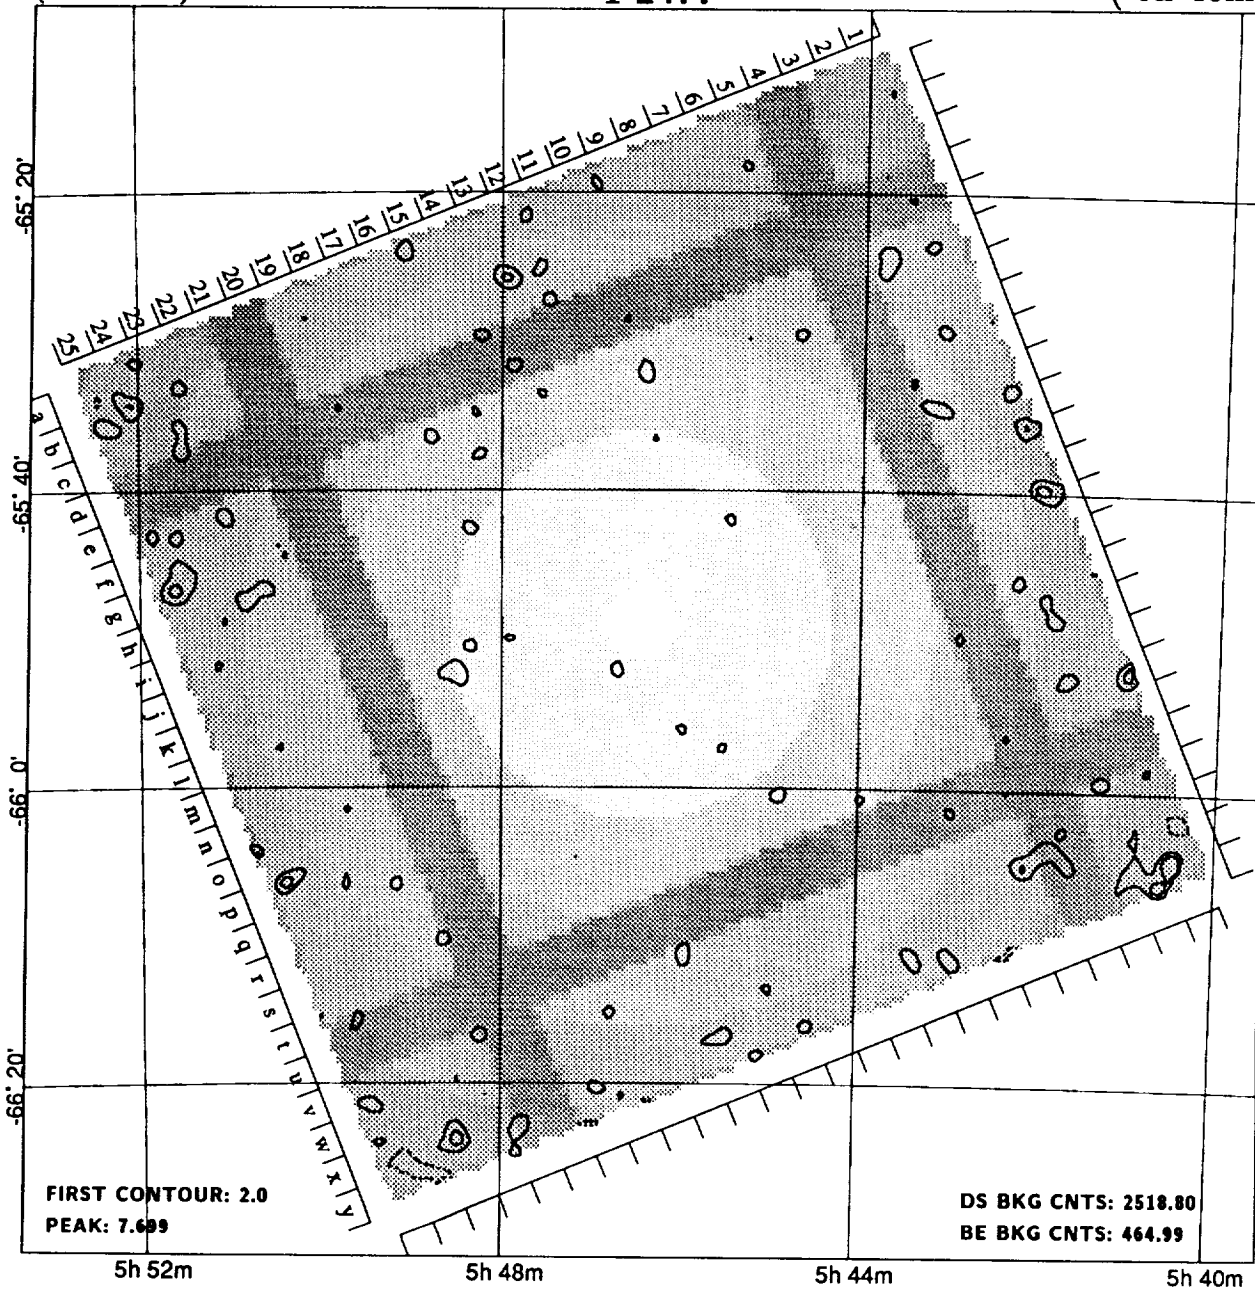 1 2 3 4 5 6 7 8 9 10 11 12 13 14 15 16 17 18 19 20 21 22 23 24 25
-65° 20'
-65° 40'
-66° 0'
-66° 20'
a b c d e f g h i j k l m n o p q r s t u v w x y
FIRST CONTOUR: 2.0
PEAK: 7.699
DS BKG CNTS: 2518.80
BE BKG CNTS: 464.99
5h 52m
5h 48m
5h 44m
5h 40m